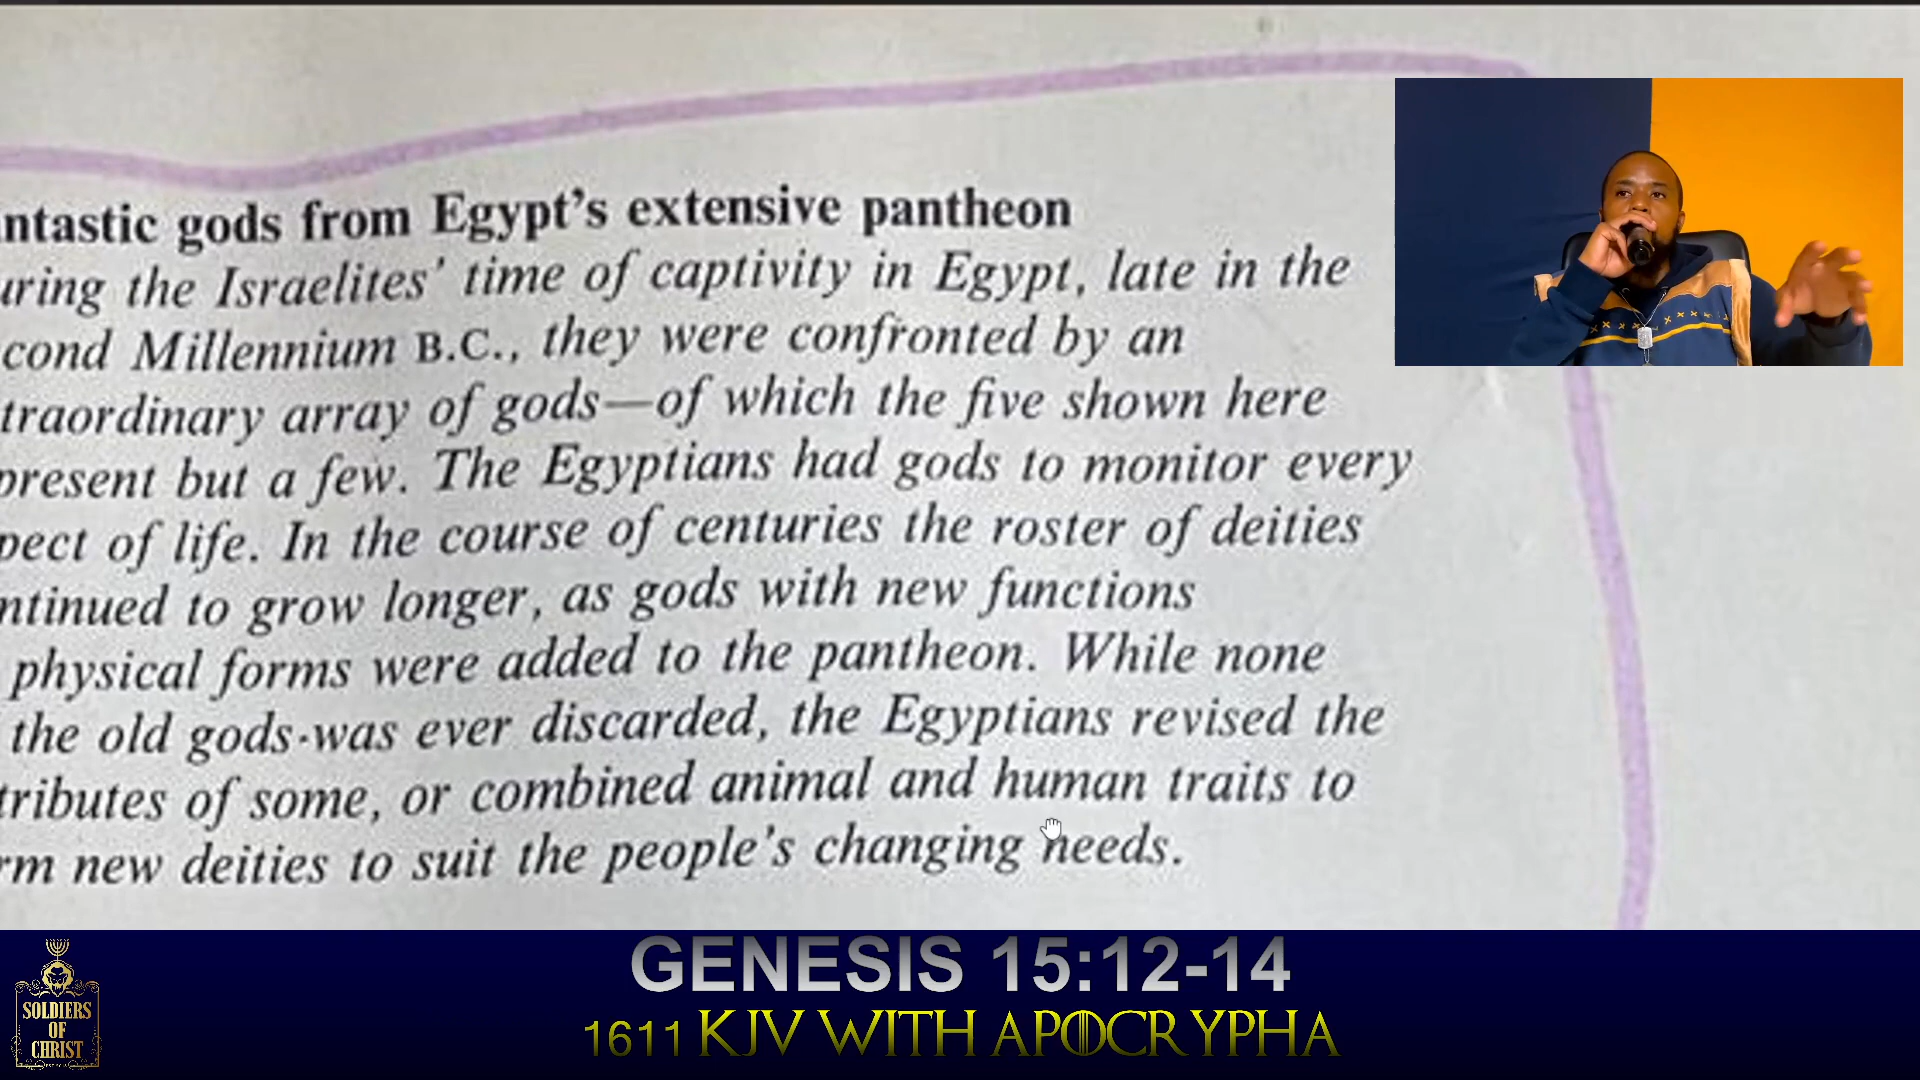 ntastic gods from Egypt's extensive pantheon
uring the Israelites' time of captivity in Egypt, late in the
cond Millennium B.C., they were confronted by an
traordinary array of gods—of which the five shown here
present but a few. The Egyptians had gods to monitor every
pect of life. In the course of centuries the roster of deities
ntinued to grow longer, as gods with new functions
physical forms were added to the pantheon. While none
the old gods·was ever discarded, the Egyptians revised the
tributes of some, or combined animal and human traits to
rm new deities to suit the people's changing needs.
GENESIS 15:12-14
1611 KJV WITH APOCRYPHA
SOLDIERS
OF
CHRIST